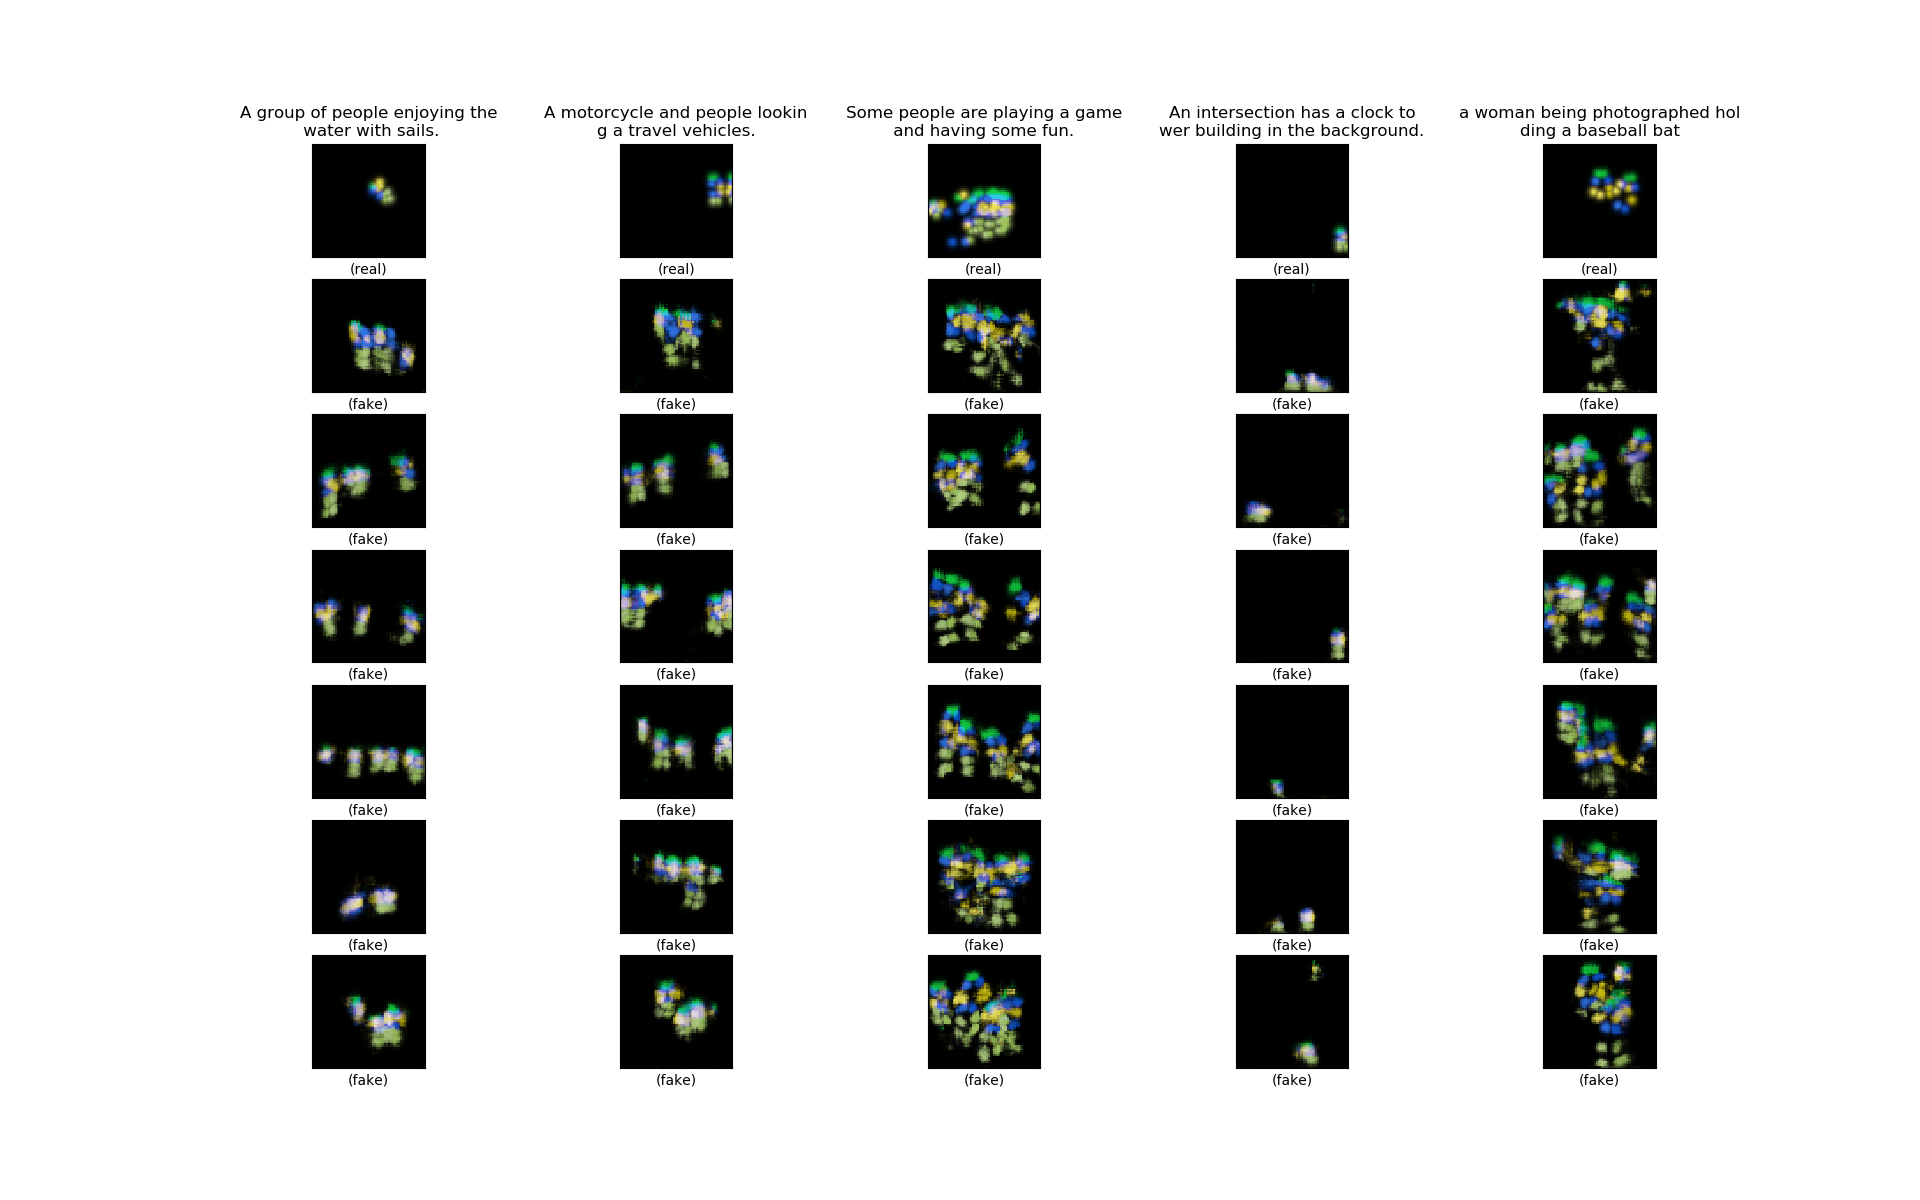 A group of people enjoying the
water with sails.
A motorcycle and people lookin
g a travel vehicles.
Some people are playing a game
and having some fun.
An intersection has a clock to
wer building in the background.
a woman being photographed hol
ding a baseball bat
(real) (real) (real) (real) (real)
(fake) (fake) (fake) (fake) (fake)
(fake) (fake) (fake) (fake) (fake)
(fake) (fake) (fake) (fake) (fake)
(fake) (fake) (fake) (fake) (fake)
(fake) (fake) (fake) (fake) (fake)
(fake) (fake) (fake) (fake) (fake)